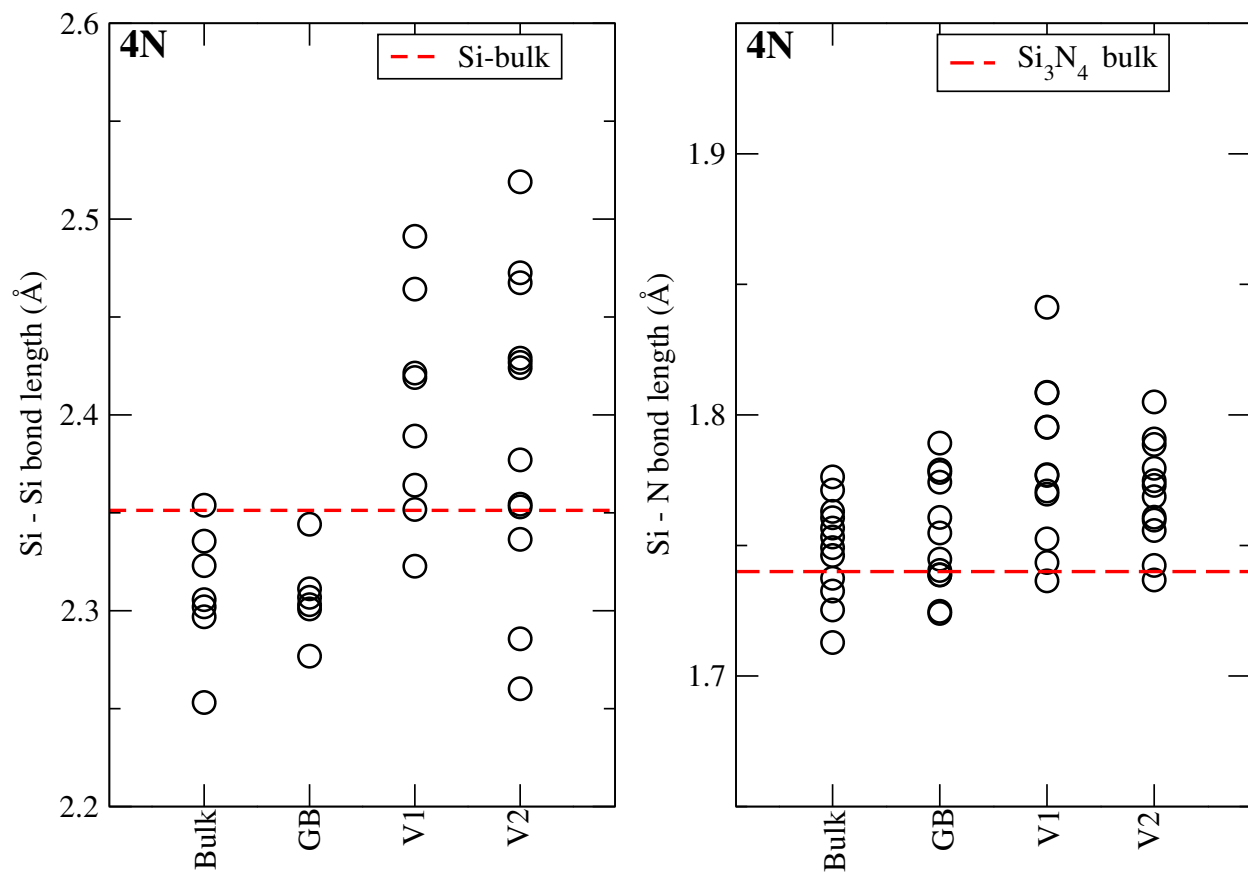 4N
Si-bulk
2.6
2.5
2.4
2.3
2.2
Si - Si bond length (Å)
Bulk
GB
V1
V2
4N
Si3N4 bulk
1.9
1.8
1.7
Si - N bond length (Å)
Bulk
GB
V1
V2